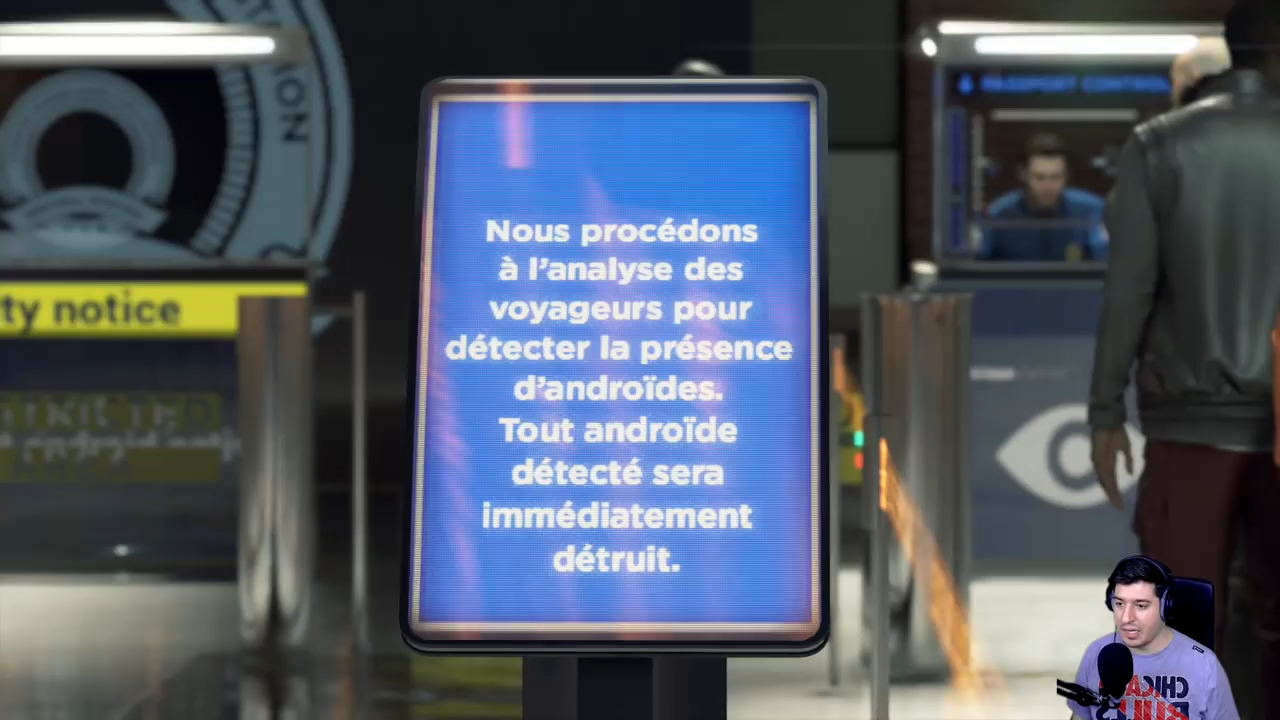 PASSPORT CONTROL
Nous procédons
à l'analyse des
voyageurs pour
détecter la présence
d'androïdes.
Tout androïde
détecté sera
immédiatement
détruit.
ty notice